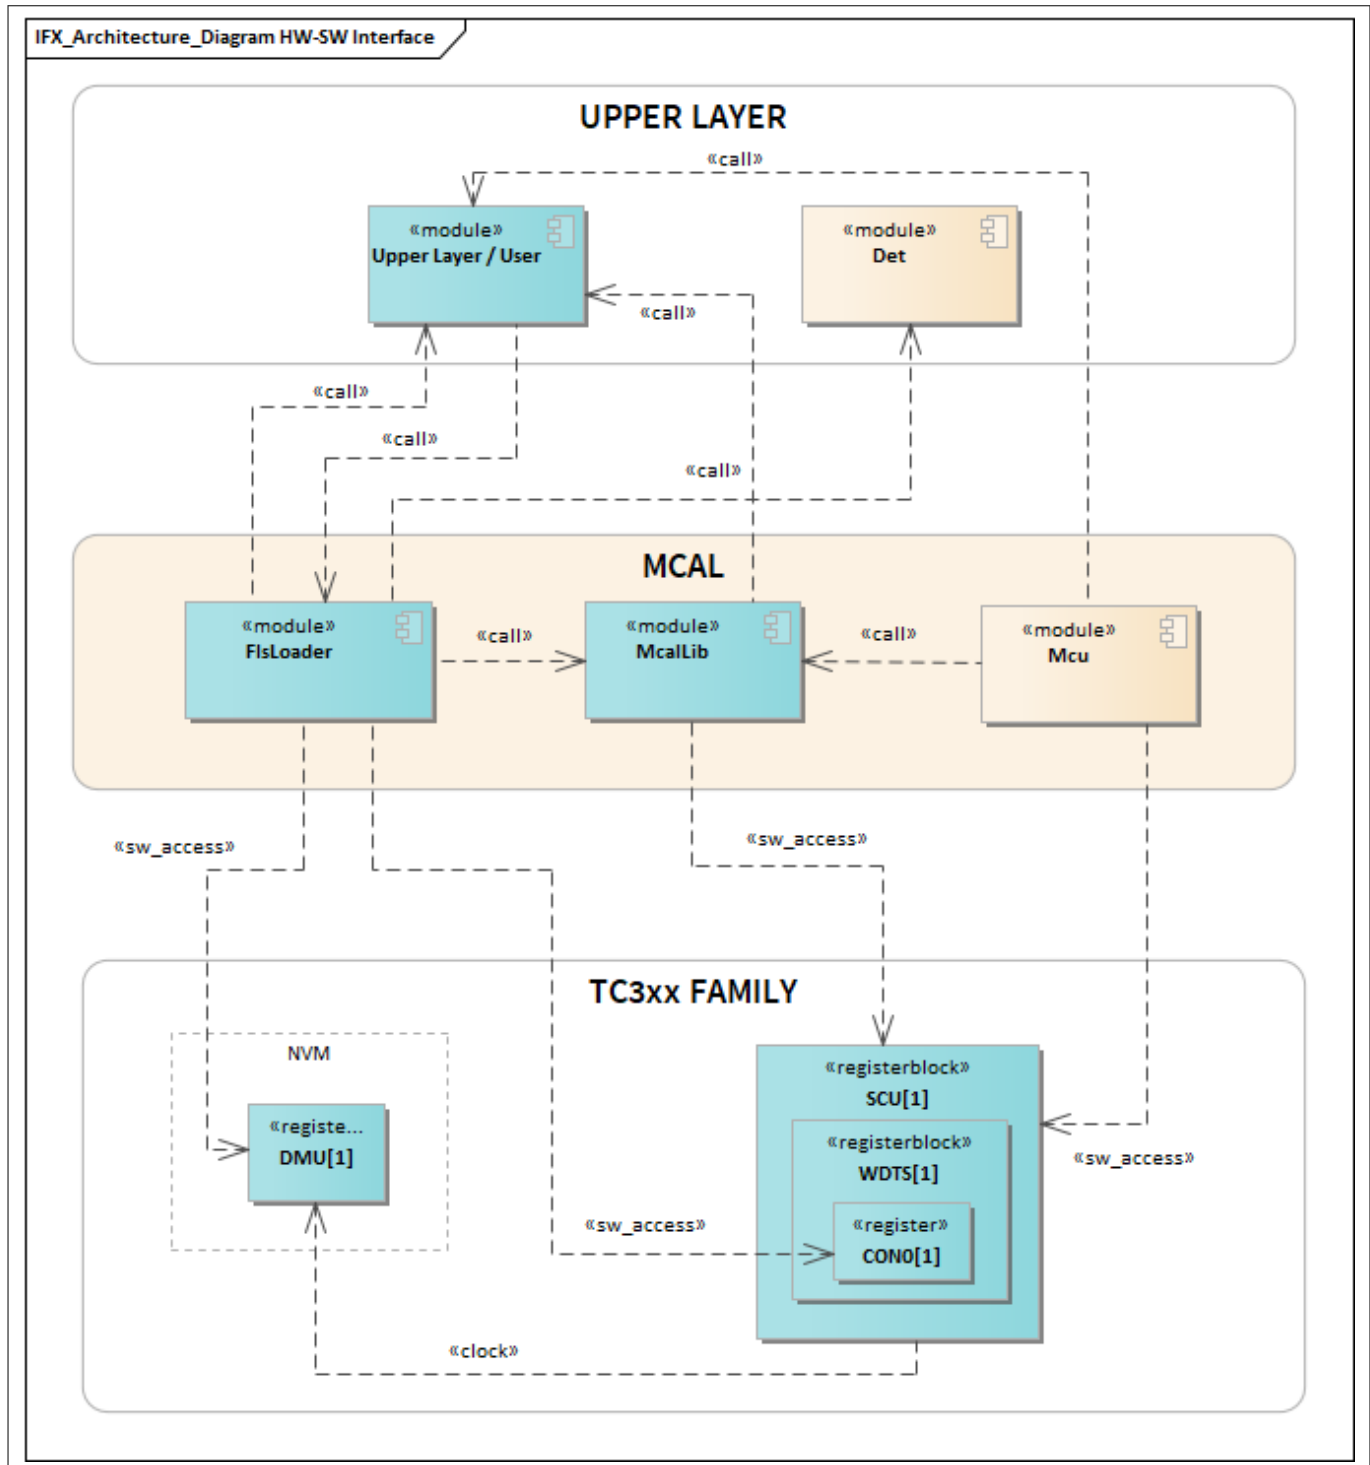 IFX_Architecture_Diagram HW-SW Interface
UPPER LAYER
«call»
«module»
Upper Layer / User
«module»
Det
«call»
«call»
«call»
«call»
MCAL
«module»
FlsLoader
«call»
«module»
McalLib
«call»
«module»
Mcu
«sw_access»
«sw_access»
TC3xx FAMILY
NVM
«registe...
DMU[1]
«registerblock»
SCU[1]
«registerblock»
WDTS[1]
«sw_access»
«sw_access»
«register»
CON0[1]
«clock»